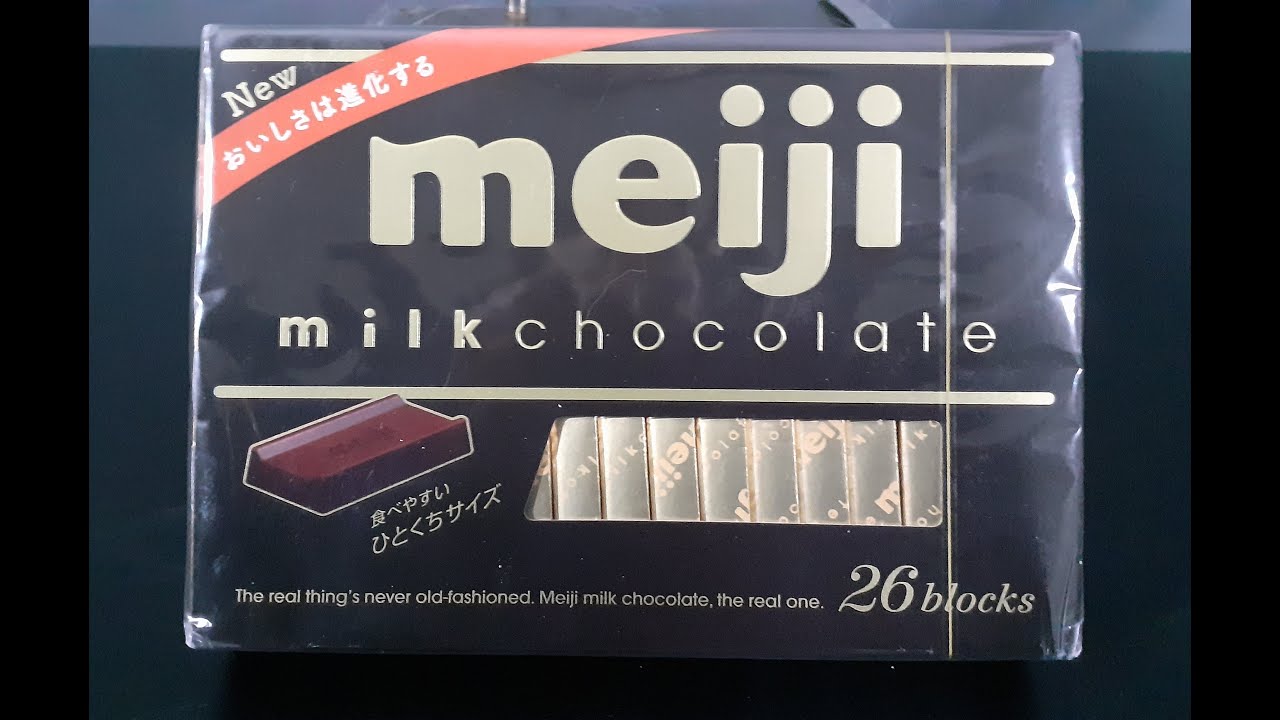 New
おいしさは進化する
meiji
milk chocolate
食べやすい
ひとくちサイズ
The real thing's never old-fashioned. Meiji milk chocolate, the real one.
26 blocks